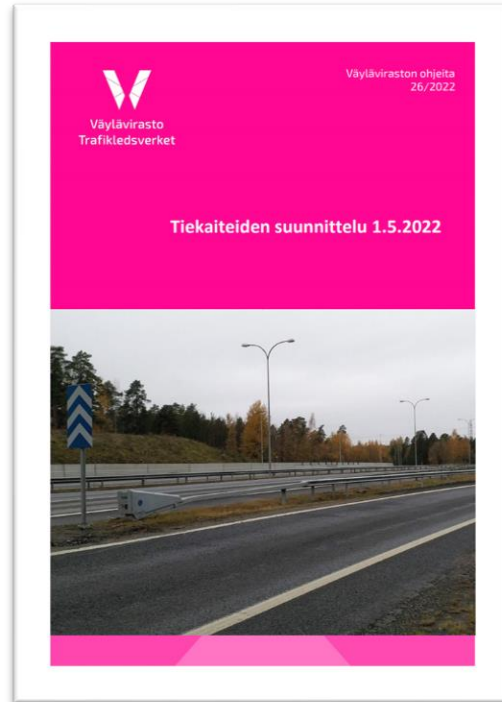 Väyläviraston ohjeita
26/2022
Väylävirasto
Trafikledsverket
Tiekaiteiden suunnittelu 1.5.2022